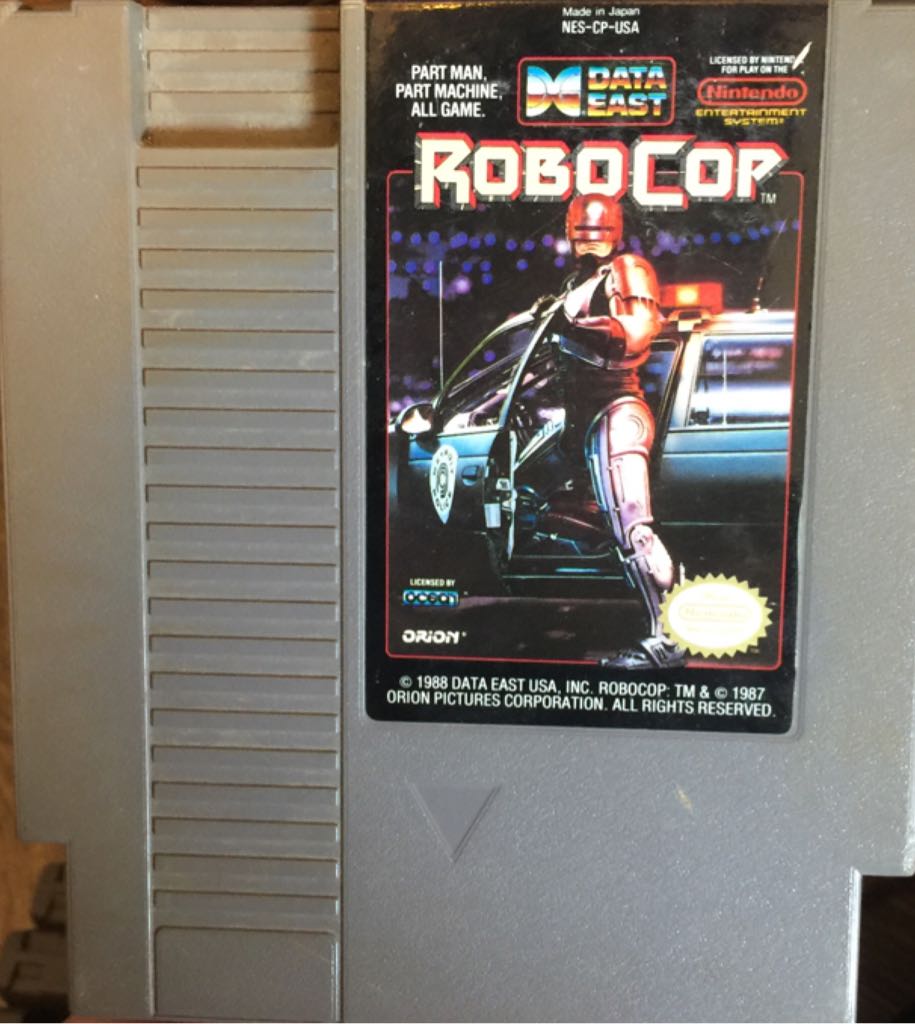 Made in Japan
NES-CP-USA
PART MAN,
PART MACHINE,
ALL GAME.
DATA
EAST
LICENSED BY NINTENDO
FOR PLAY ON THE
Nintendo
ENTERTAINMENT
SYSTEM®
ROBOCOP
TM
LICENSED BY
ocean
ORION®
Nintendo
© 1988 DATA EAST USA, INC. ROBOCOP: TM & © 1987
ORION PICTURES CORPORATION. ALL RIGHTS RESERVED.